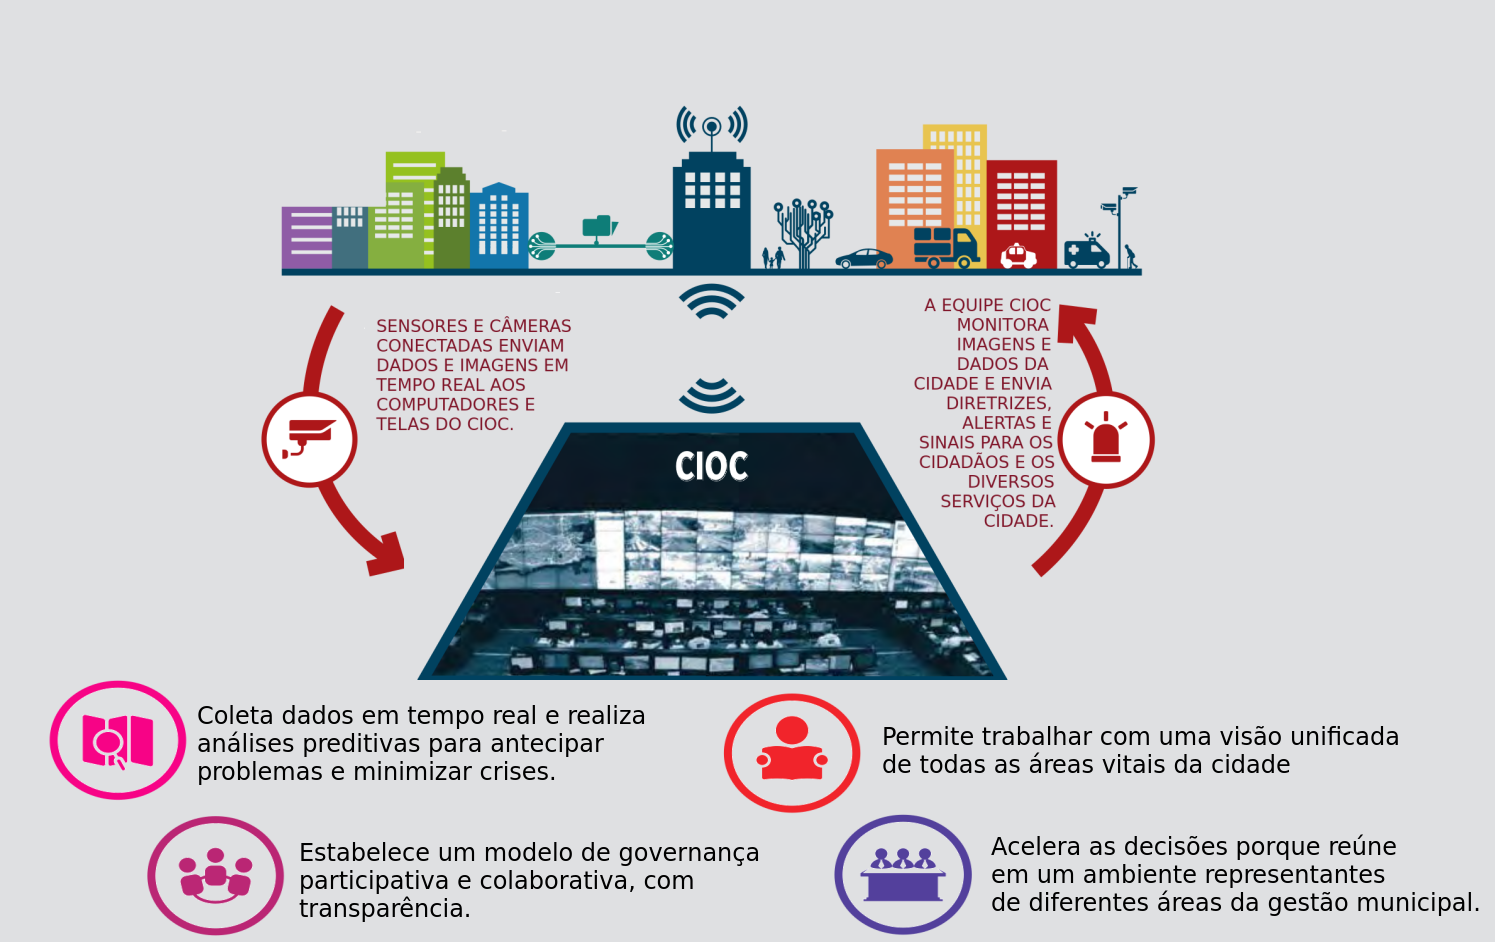 SENSORES E CÂMERAS
CONECTADAS ENVIAM
DADOS E IMAGENS EM
TEMPO REAL AOS
COMPUTADORES E
TELAS DO CIOC.
A EQUIPE CIOC
MONITORA
IMAGENS E
DADOS DA
CIDADE E ENVIA
DIRETRIZES,
ALERTAS E
SINAIS PARA OS
CIDADÃOS E OS
DIVERSOS
SERVIÇOS DA
CIDADE.
CIOC
Coleta dados em tempo real e realiza
análises preditivas para antecipar
problemas e minimizar crises.
Permite trabalhar com uma visão unificada
de todas as áreas vitais da cidade
Estabelece um modelo de governança
participativa e colaborativa, com
transparência.
Acelera as decisões porque reúne
em um ambiente representantes
de diferentes áreas da gestão municipal.